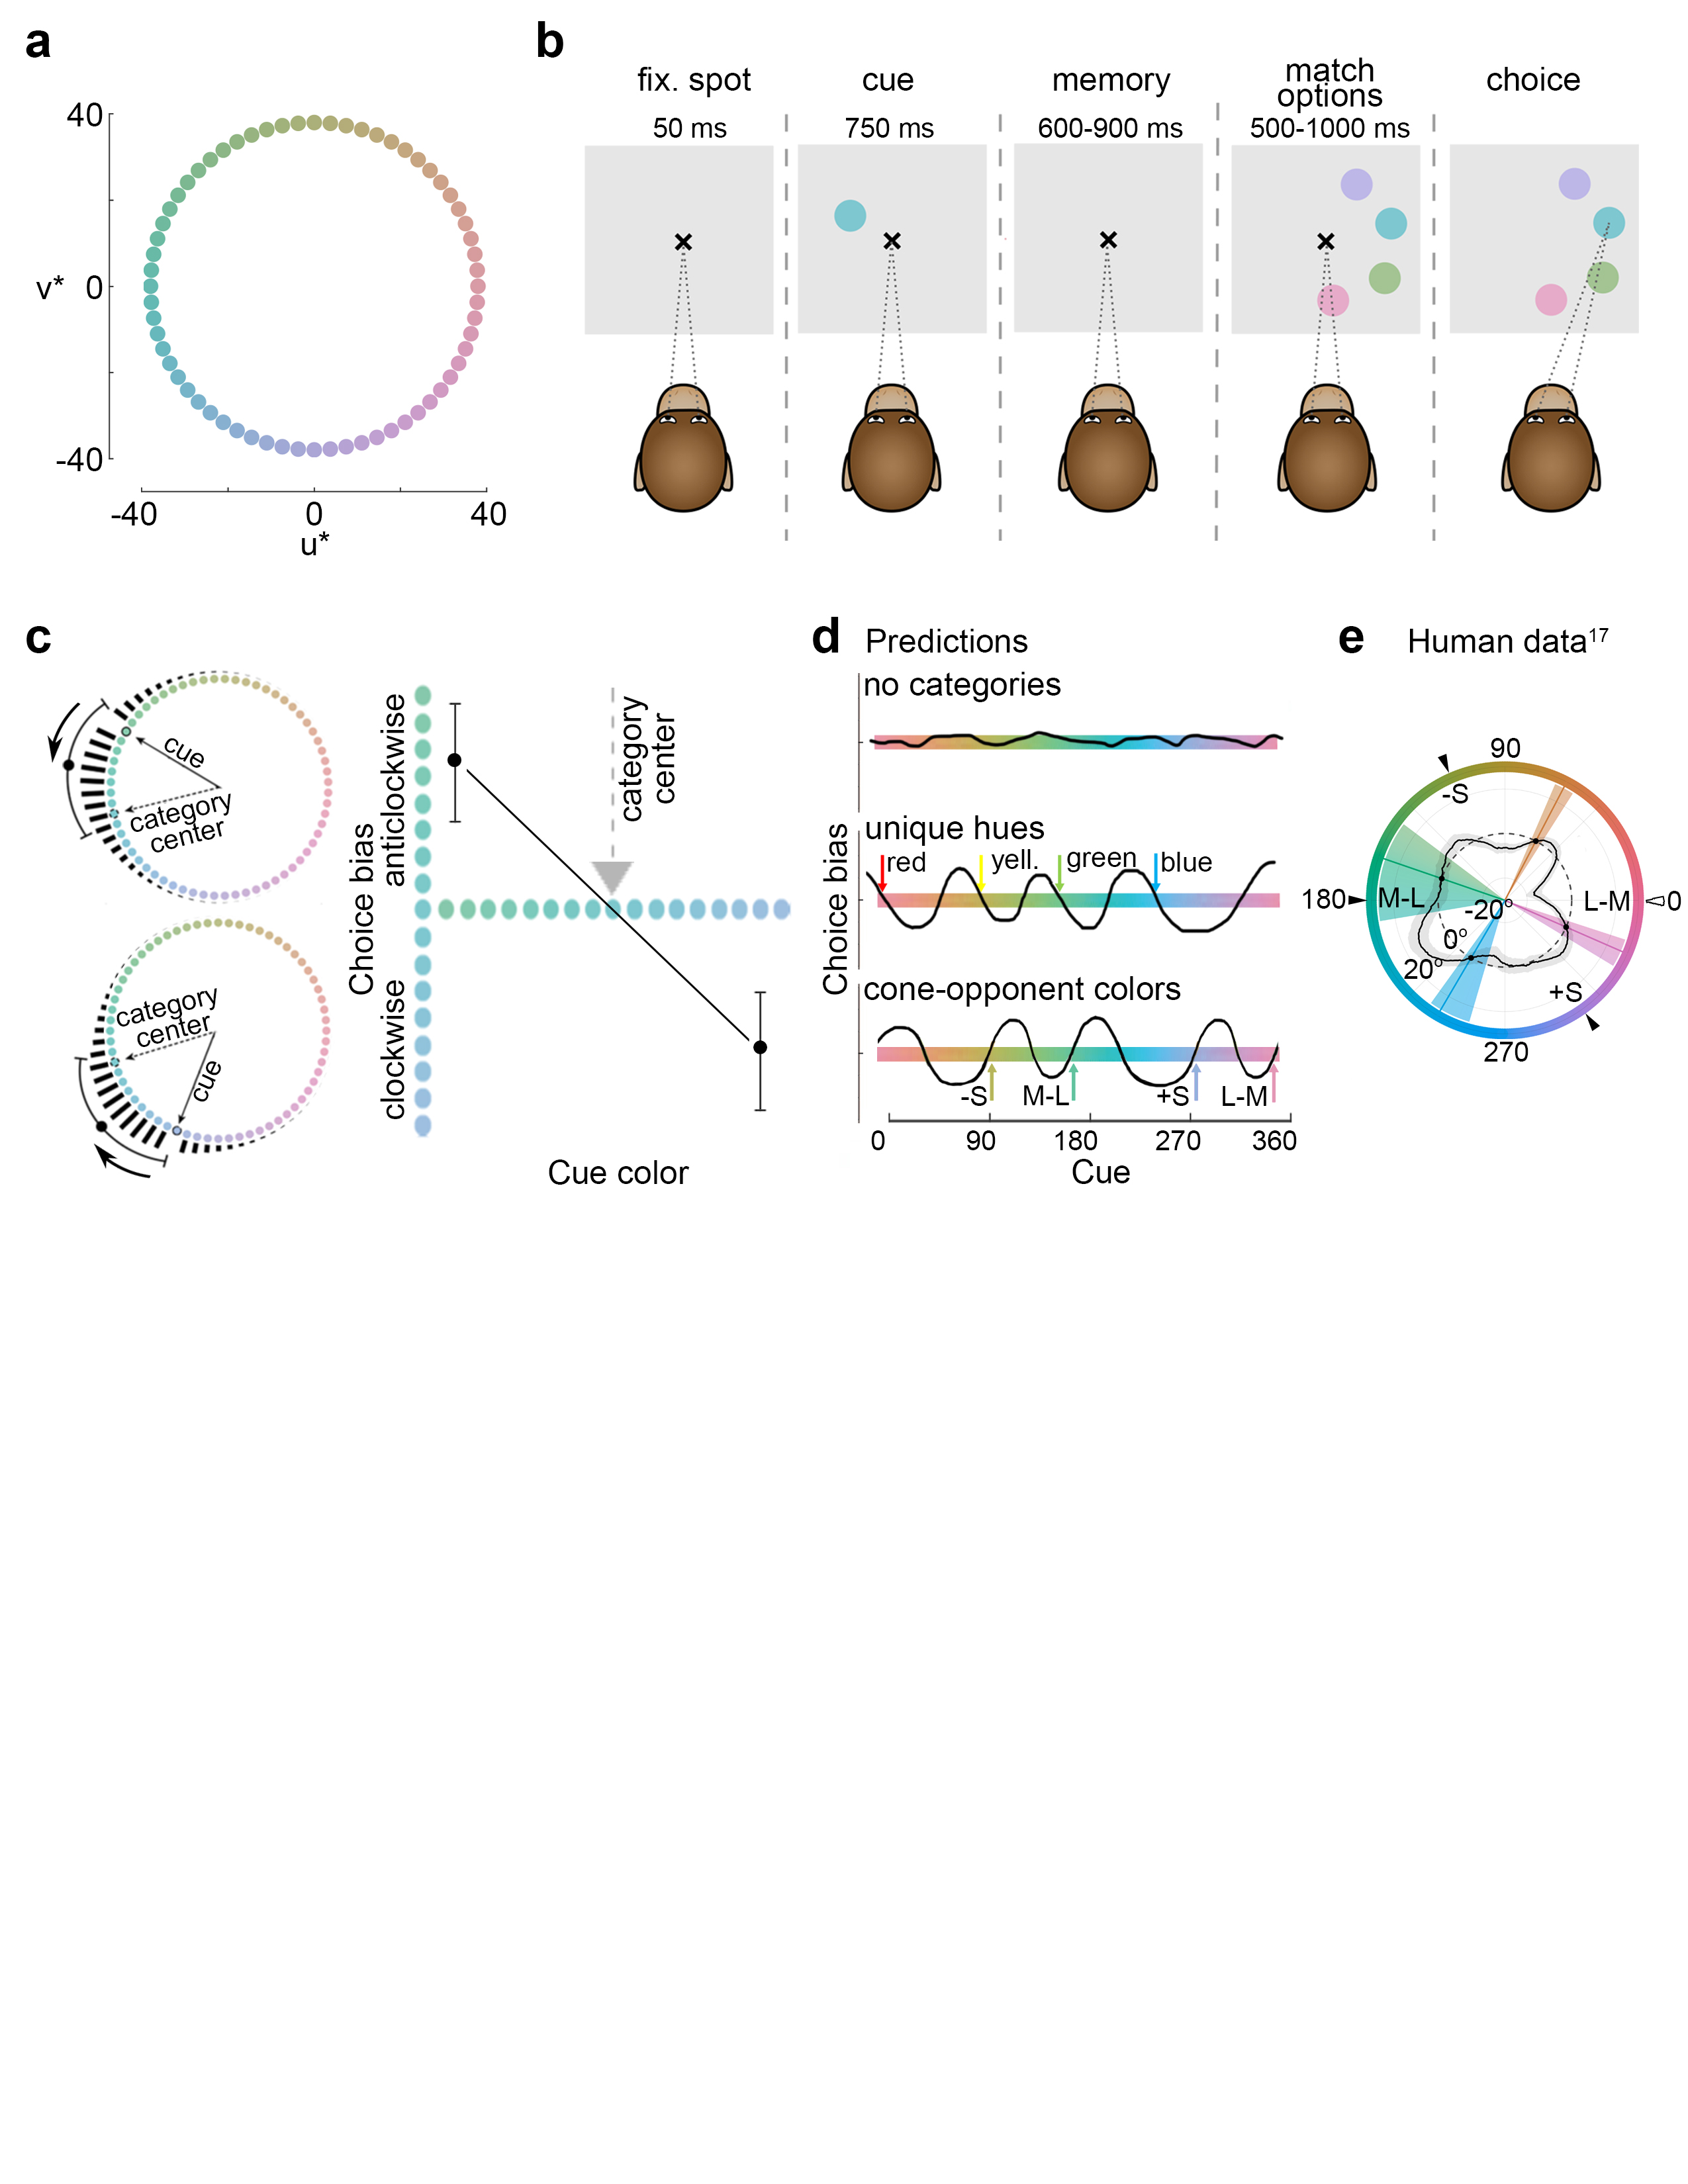 a
40
v* 0
-40
-40 0 40
u*
b
fix. spot
50 ms
cue
750 ms
memory
600-900 ms
match
options
500-1000 ms
choice
c
cue
category
center
category
center
cue
Choice bias
anticlockwise
clockwise
category
center
Cue color
d Predictions
no categories
unique hues
red yell. green blue
cone-opponent colors
-S M-L +S L-M
Choice bias
0 90 180 270 360
Cue
e Human data17
90
-S
180 M-L L-M 0
-20°
0°
20°
+S
270